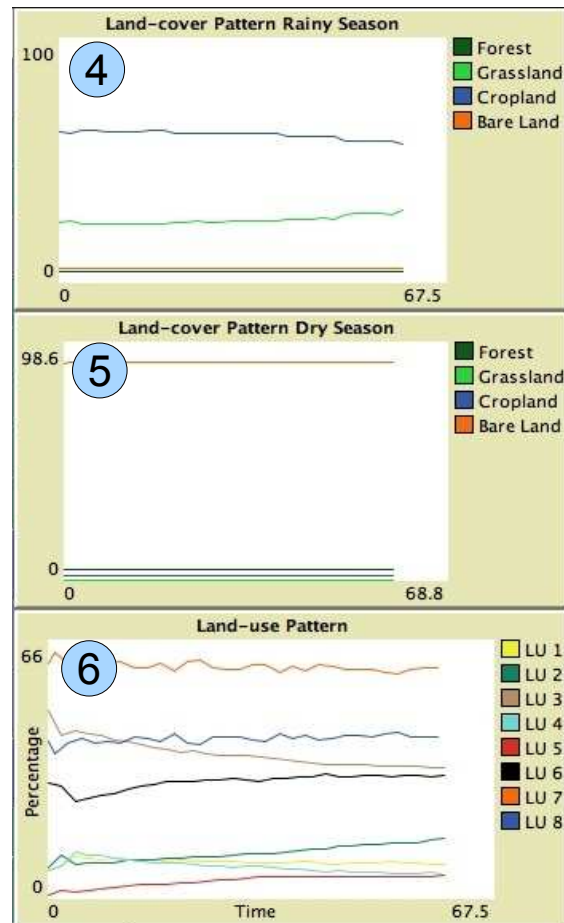 Land-cover Pattern Rainy Season
100
4
Forest
Grassland
Cropland
Bare Land
0
0
67.5
Land-cover Pattern Dry Season
98.6
5
Forest
Grassland
Cropland
Bare Land
0
0
68.8
Land-use Pattern
66
6
LU 1
LU 2
LU 3
LU 4
LU 5
LU 6
LU 7
LU 8
Percentage
0
0
Time
67.5